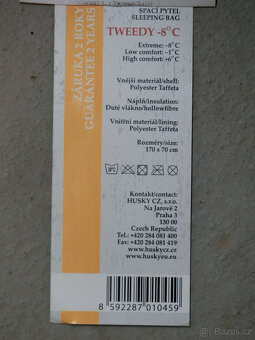 ZÁRUKA 2 ROKY
GUARANTEE 2 YEARS
SPACÍ PYTEL
SLEEPING BAG
TWEEDY -8°C
Extreme: -8° C
Low comfort: -1° C
High comfort: +6° C
Vnější materiál/shell:
Polyester Taffeta
Náplň/insulation:
Duté vlákno/hollowfibre
Vnitřní materiál/lining:
Polyester Taffeta
Rozměry/size:
170 x 70 cm
30°C
Kontakt/contact:
HUSKY CZ, s.r.o.
Na Jarově 2
Praha 3
130 00
Czech Republic
Tel.: +420 284 081 400
Fax: +420 284 081 419
www.huskycz.cz
www.huskyeu.eu
8 592287 010459
Bazoš.cz